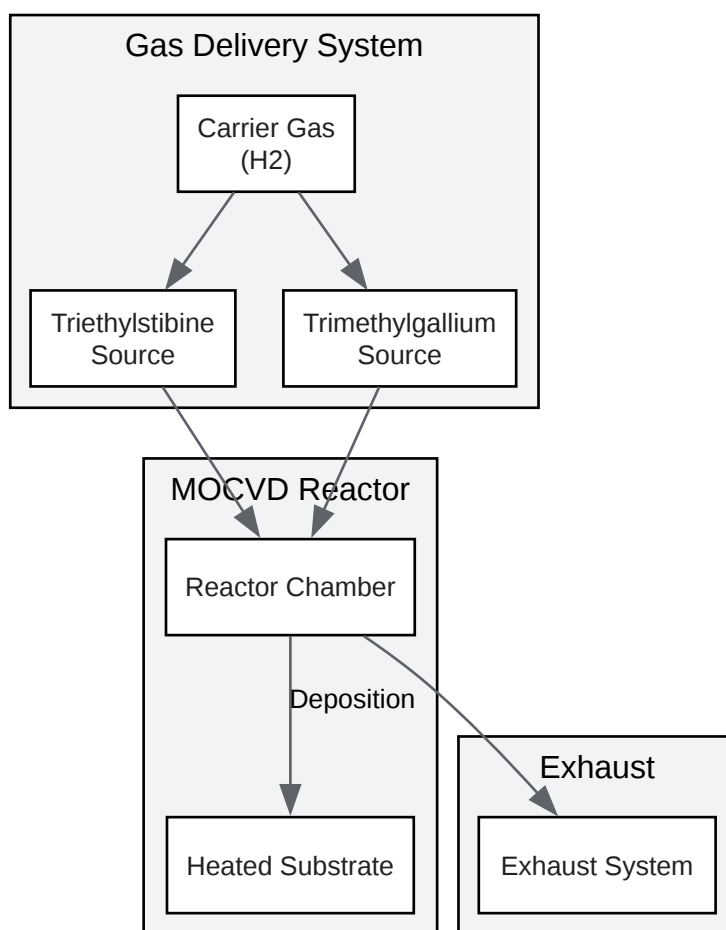 Gas Delivery System
Carrier Gas
(H2)
Triethylstibine
Source
Trimethylgallium
Source
MOCVD Reactor
Reactor Chamber
Deposition
Heated Substrate
Exhaust
Exhaust System